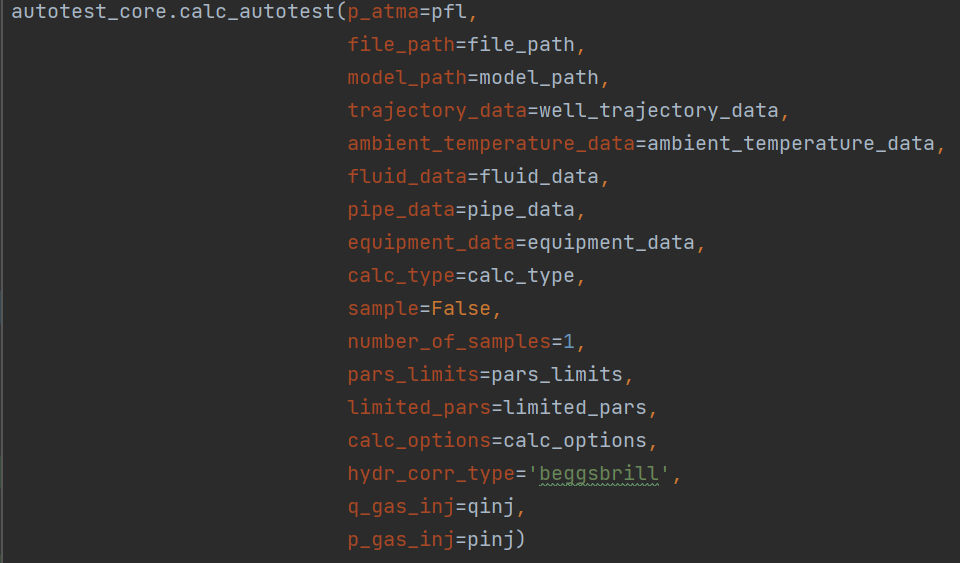 autotest_core.calc_autotest(p_atma=pfl,
file_path=file_path,
model_path=model_path,
trajectory_data=well_trajectory_data,
ambient_temperature_data=ambient_temperature_data,
fluid_data=fluid_data,
pipe_data=pipe_data,
equipment_data=equipment_data,
calc_type=calc_type,
sample=False,
number_of_samples=1,
pars_limits=pars_limits,
limited_pars=limited_pars,
calc_options=calc_options,
hydr_corr_type='beggsbrill',
q_gas_inj=qinj,
p_gas_inj=pinj)